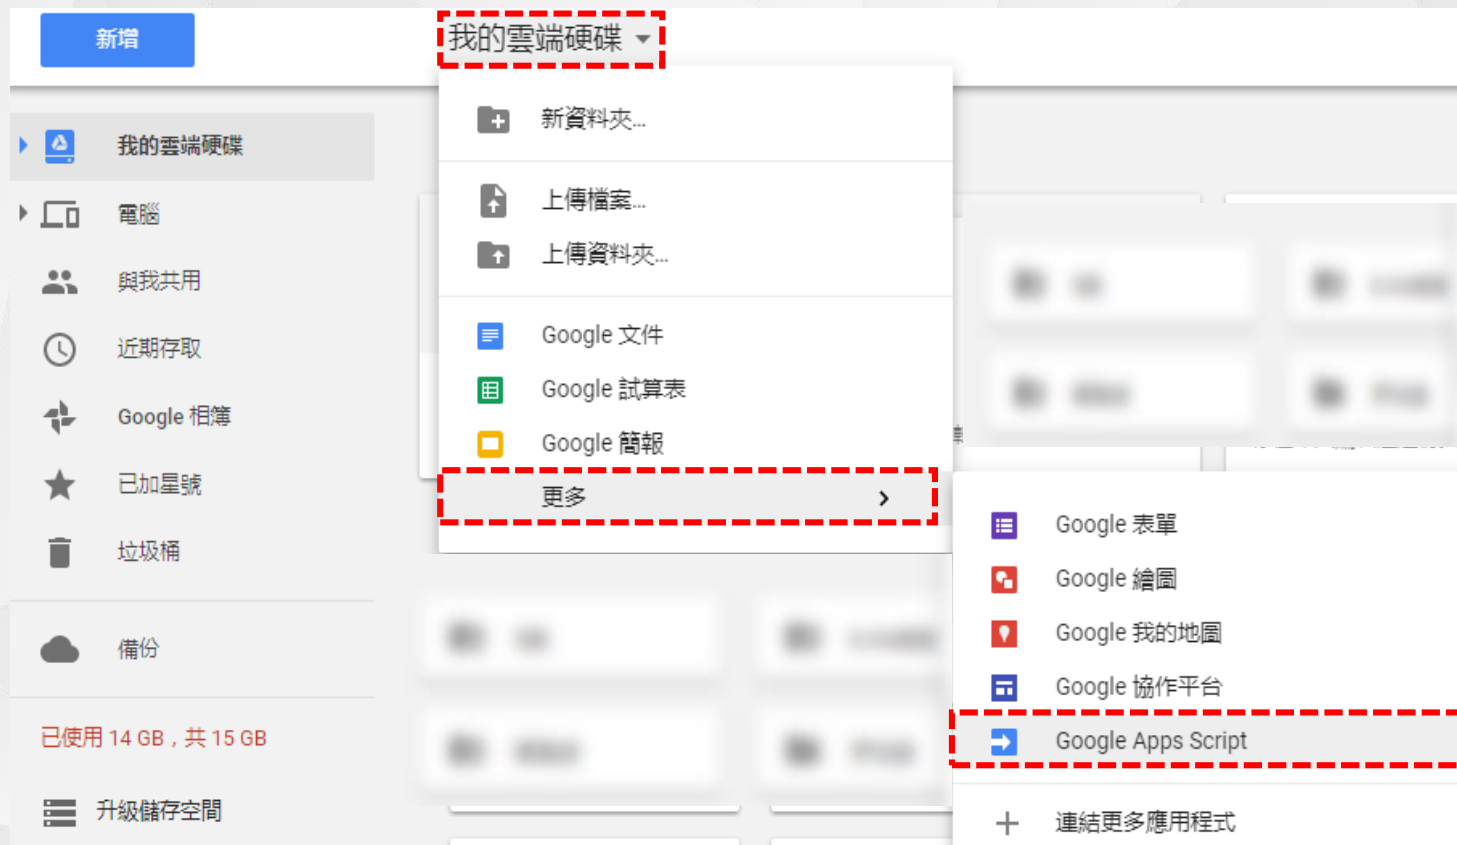 新增
我的雲端硬碟
我的雲端硬碟
電腦
與我共用
近期存取
Google 相簿
已加星號
垃圾桶
備份
已使用 14 GB，共 15 GB
升級儲存空間
新資料夾...
上傳檔案...
上傳資料夾...
Google 文件
Google 試算表
Google 簡報
更多
Google 表單
Google 繪圖
Google 我的地圖
Google 協作平台
Google Apps Script
連結更多應用程式